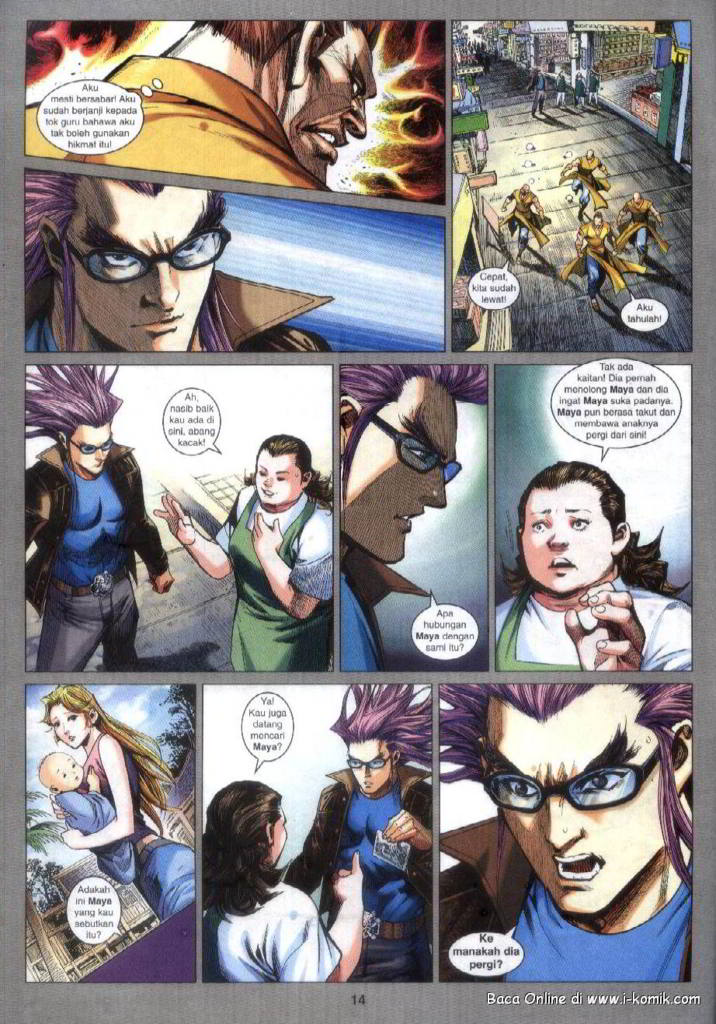 Aku
mesti bersabar! Aku
sudah berjanji kepada
tok guru bahawa aku
tak boleh gunakan
hikmat itu!
Cepat,
kita sudah
lewat!
Aku
tahulah!
Ah,
nasib baik
kau ada di
sini, abang
kacak!
Apa
hubungan
Maya dengan
sami itu?
Tak ada
kaitan! Dia pernah
menolong Maya dan dia
ingat Maya suka padanya.
Maya pun berasa takut dan
membawa anaknya
pergi dari sini!
Adakah
ini Maya
yang kau
sebutkan
itu?
Ya!
Kau juga
datang
mencari
Maya?
Ke
manakah dia
pergi?
14
Baca Online di www.i-komik.com